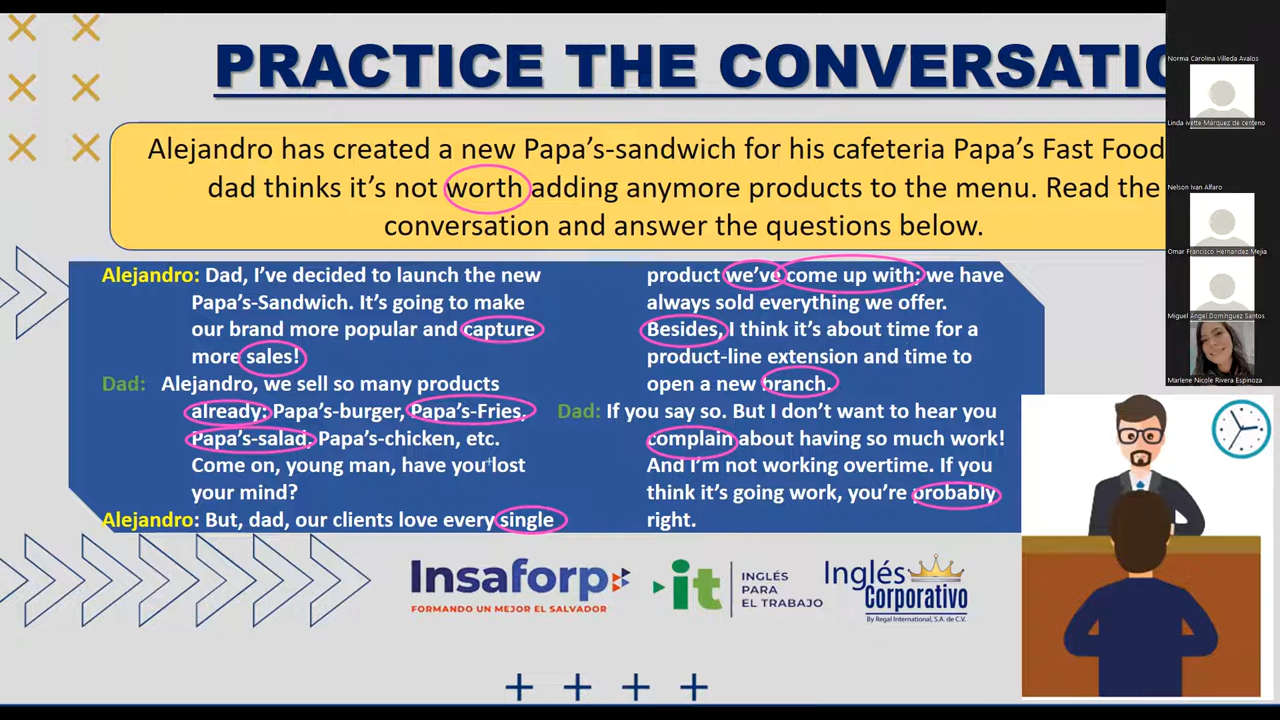 PRACTICE THE CONVERSATIO
Alejandro has created a new Papa's-sandwich for his cafeteria Papa's Fast Food
dad thinks it's not worth adding anymore products to the menu. Read the
conversation and answer the questions below.
Alejandro: Dad, I've decided to launch the new
Papa's-Sandwich. It's going to make
our brand more popular and capture
more sales!
Dad: Alejandro, we sell so many products
already: Papa's-burger, Papa's-Fries,
Papa's-salad, Papa's-chicken, etc.
Come on, young man, have you lost
your mind?
Alejandro: But, dad, our clients love every single
product we've come up with; we have
always sold everything we offer.
Besides, I think it's about time for a
product-line extension and time to
open a new branch.
Dad: If you say so. But I don't want to hear you
complain about having so much work!
And I'm not working overtime. If you
think it's going work, you're probably
right.
Insaforp
FORMANDO UN MEJOR EL SALVADOR
it
INGLÉS
PARA
EL TRABAJO
Inglés
Corporativo
By Regal International, S.A. de C.V.
Norma Carolina Villeda Avalos
Linda ivette Márquez de centeno
Nelson Ivan Alfaro
Omar Francisco Hernandez Mejia
Miguel Angel Dominguez Santos
Marlene Nicole Rivera Espinoza